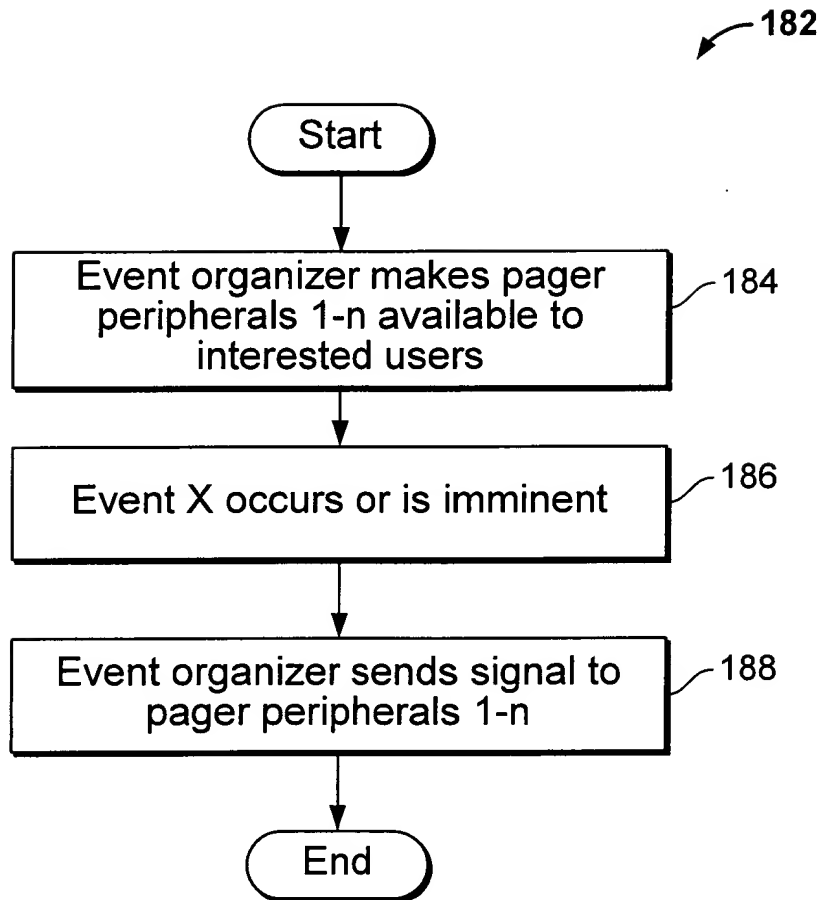 182
Start
Event organizer makes pager
peripherals 1-n available to
interested users
184
Event X occurs or is imminent
186
Event organizer sends signal to
pager peripherals 1-n
188
End